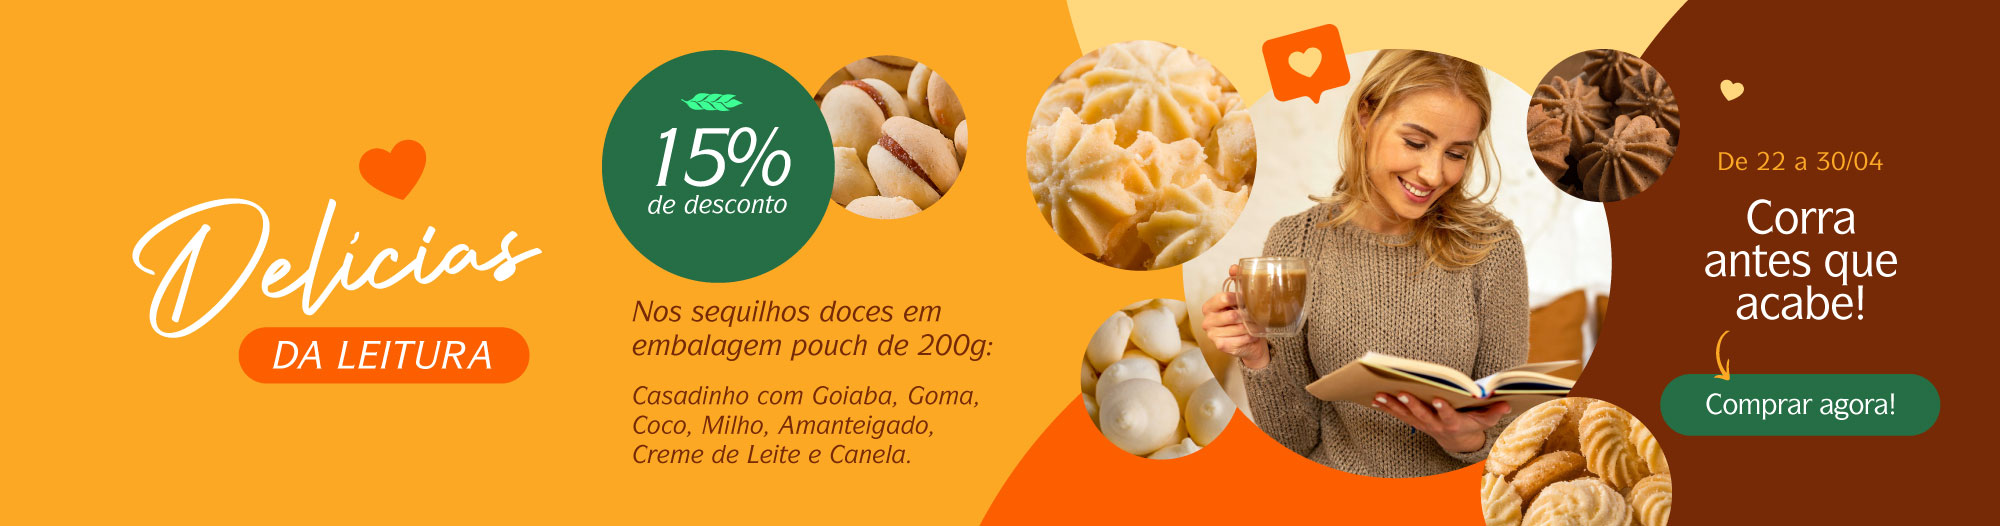 Delícias
DA LEITURA
15%
de desconto
Nos sequilhos doces em
embalagem pouch de 200g:
Casadinho com Goiaba, Goma,
Coco, Milho, Amanteigado,
Creme de Leite e Canela.
De 22 a 30/04
Corra
antes que
acabe!
Comprar agora!